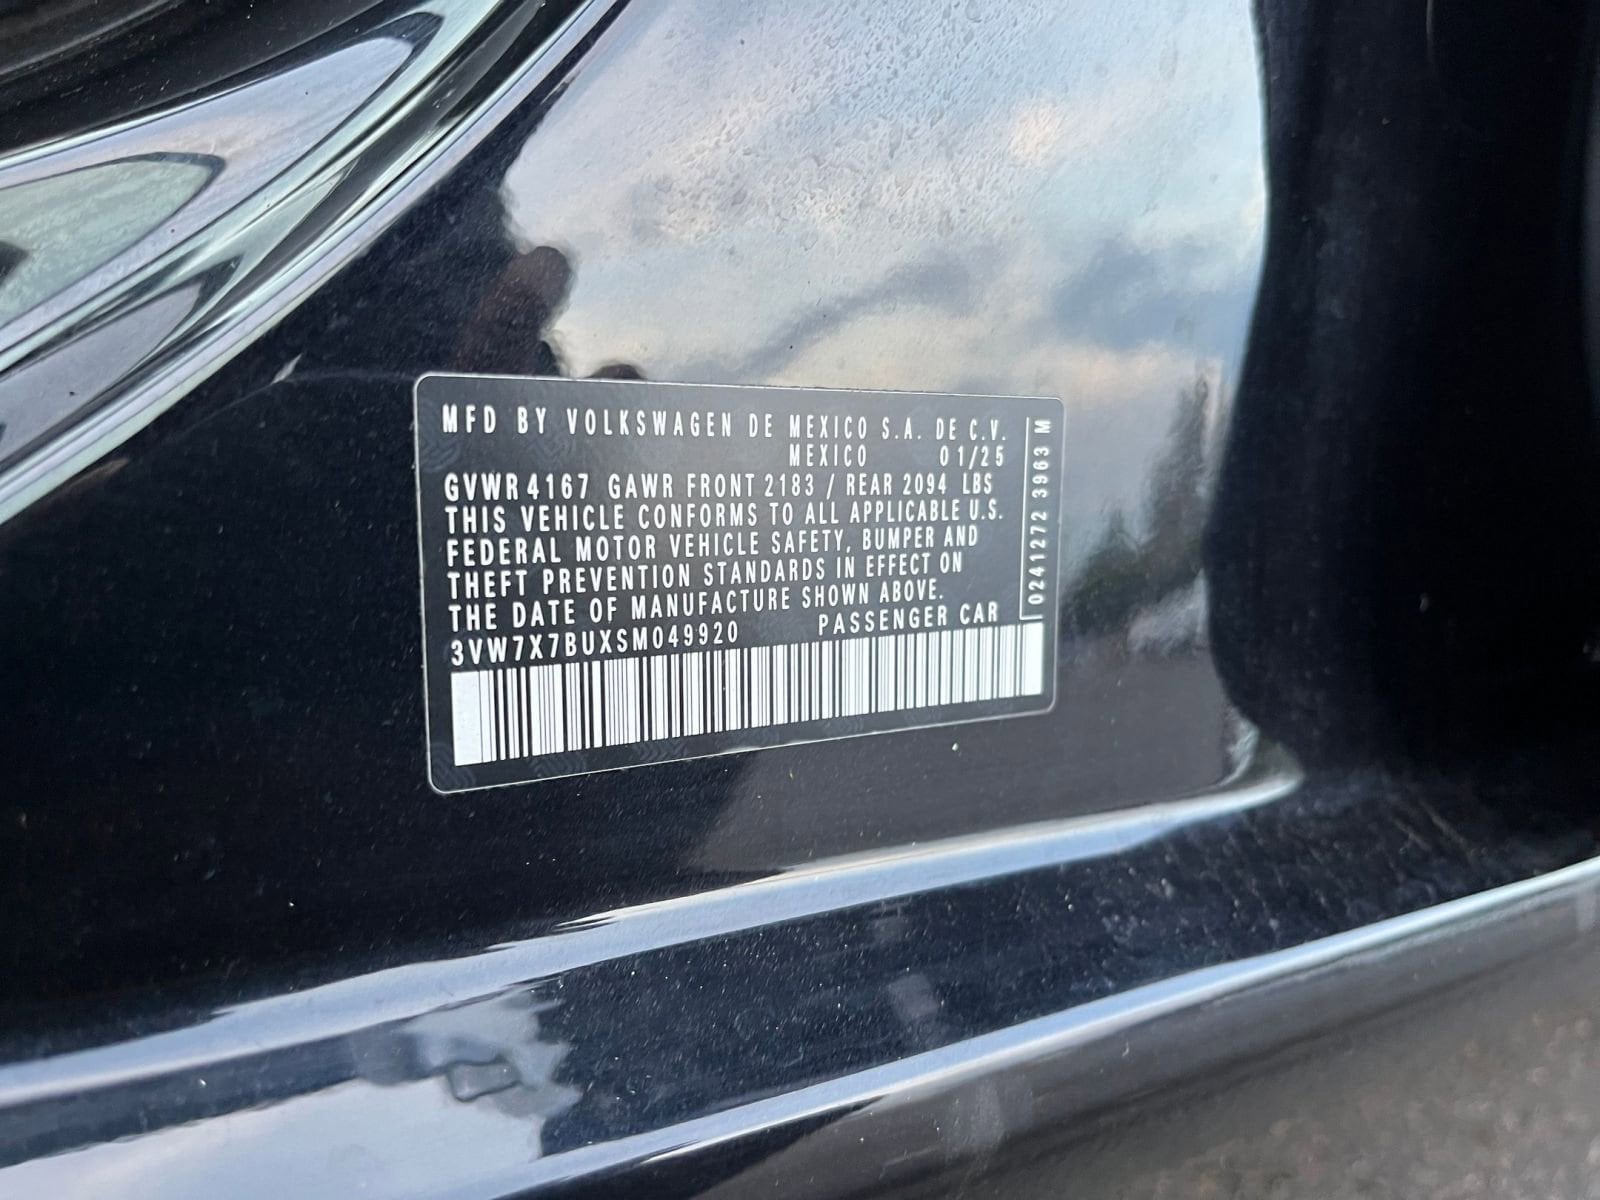 MFD BY VOLKSWAGEN DE MEXICO S.A. DE C.V.
MEXICO 01/25
GVWR 4167 GAWR FRONT 2183 / REAR 2094 LBS
THIS VEHICLE CONFORMS TO ALL APPLICABLE U.S.
FEDERAL MOTOR VEHICLE SAFETY, BUMPER AND
THEFT PREVENTION STANDARDS IN EFFECT ON
THE DATE OF MANUFACTURE SHOWN ABOVE.
3VW7X7BUXSM049920 PASSENGER CAR
0241272 3963 M